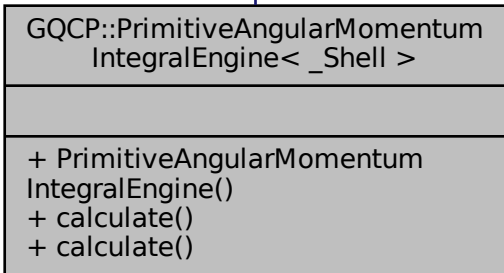 GQCP::PrimitiveAngularMomentum
IntegralEngine< _Shell >
+ PrimitiveAngularMomentum
IntegralEngine()
+ calculate()
+ calculate()